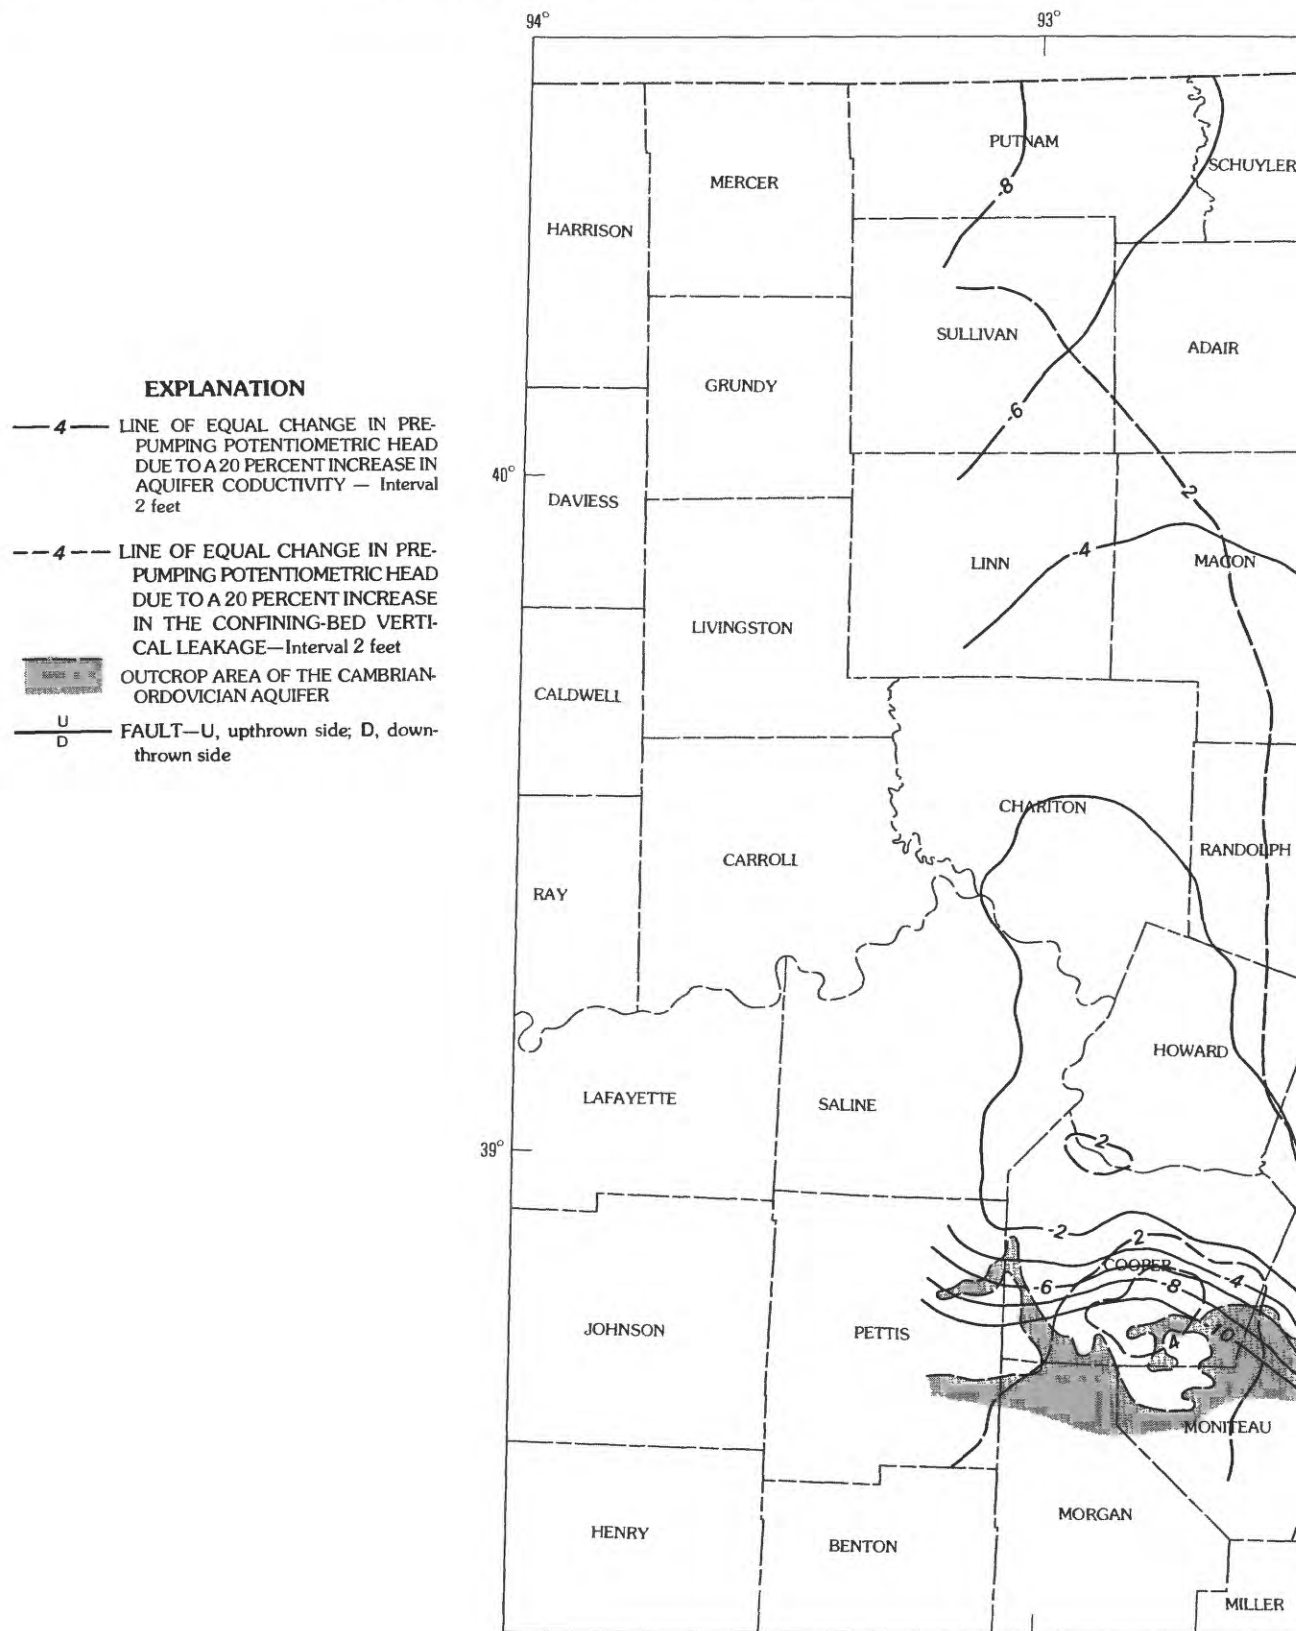 94°
93°
PUTNAM
SCHUYLER
-8
MERCER
HARRISON
SULLIVAN
ADAIR
EXPLANATION
GRUNDY
-6
4 LINE OF EQUAL CHANGE IN PRE-
PUMPING POTENTIOMETRIC HEAD
DUE TO A 20 PERCENT INCREASE IN
AQUIFER CODUCTIVITY — Interval
2 feet
40°
DAVIESS
2
4 LINE OF EQUAL CHANGE IN PRE-
PUMPING POTENTIOMETRIC HEAD
DUE TO A 20 PERCENT INCREASE
IN THE CONFINING-BED VERTI-
CAL LEAKAGE—Interval 2 feet
-4
LINN
MACON
LIVINGSTON
OUTCROP AREA OF THE CAMBRIAN-
ORDOVICIAN AQUIFER
CALDWELL
U
D
FAULT—U, upthrown side; D, down-
thrown side
CHARITON
CARROLL
RANDOLPH
RAY
HOWARD
LAFAYETTE
SALINE
39°
2
-2
2
COOPER
-6
-8
-4
JOHNSON
PETTIS
10
4
MONITEAU
MORGAN
HENRY
BENTON
MILLER